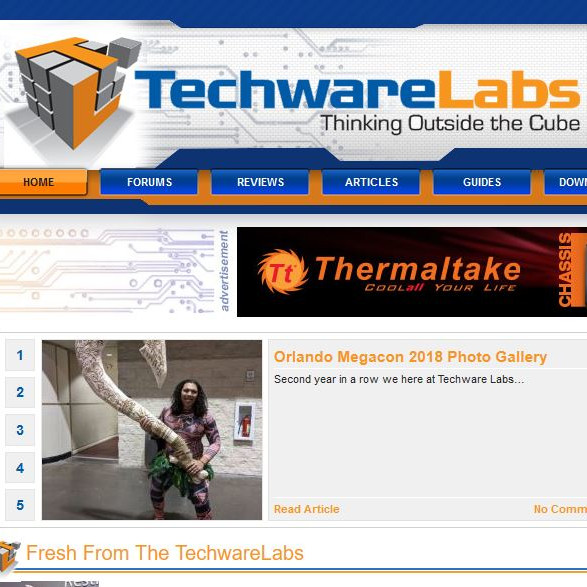 TechwareLabs
Thinking Outside the Cube
HOME FORUMS REVIEWS ARTICLES GUIDES DOWN
advertisement
Tt Thermaltake
COOLall YOUR LIFE
CHASSIS
1
2
3
4
5
Orlando Megacon 2018 Photo Gallery
Second year in a row we here at Techware Labs...
Read Article No Comm
Fresh From The TechwareLabs